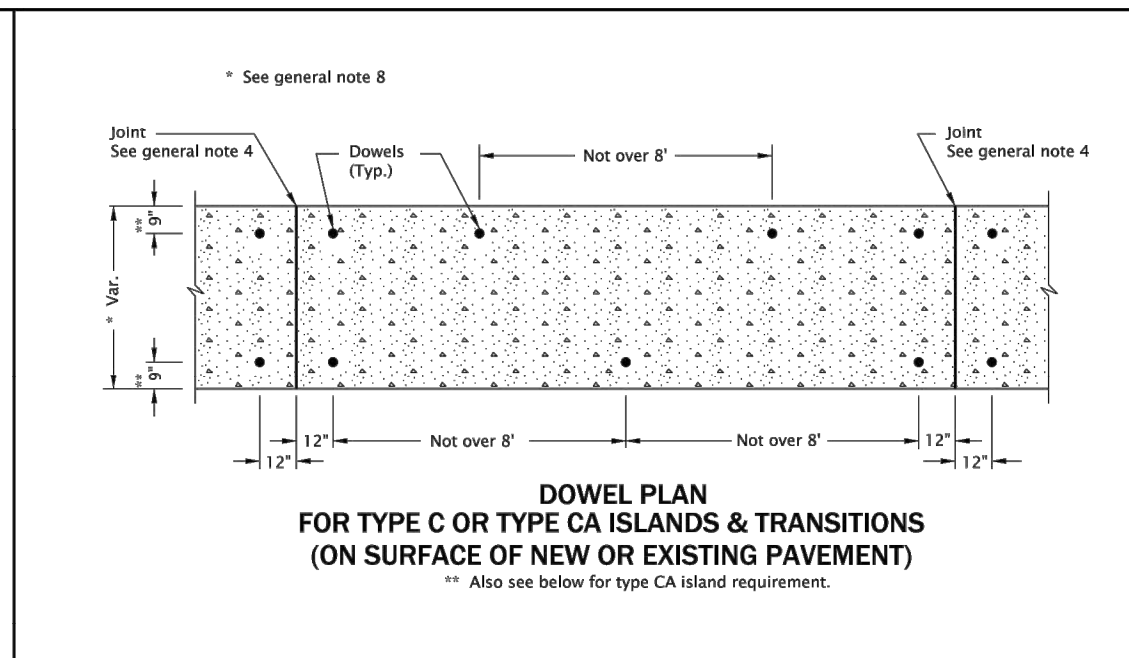 * See general note 8
Joint
See general note 4
Dowels
(Typ.)
Not over 8'
Joint
See general note 4
** 9"
* Var.
** 9"
12"
Not over 8'
Not over 8'
12"
12"
12"
DOWEL PLAN
FOR TYPE C OR TYPE CA ISLANDS & TRANSITIONS
(ON SURFACE OF NEW OR EXISTING PAVEMENT)
** Also see below for type CA island requirement.